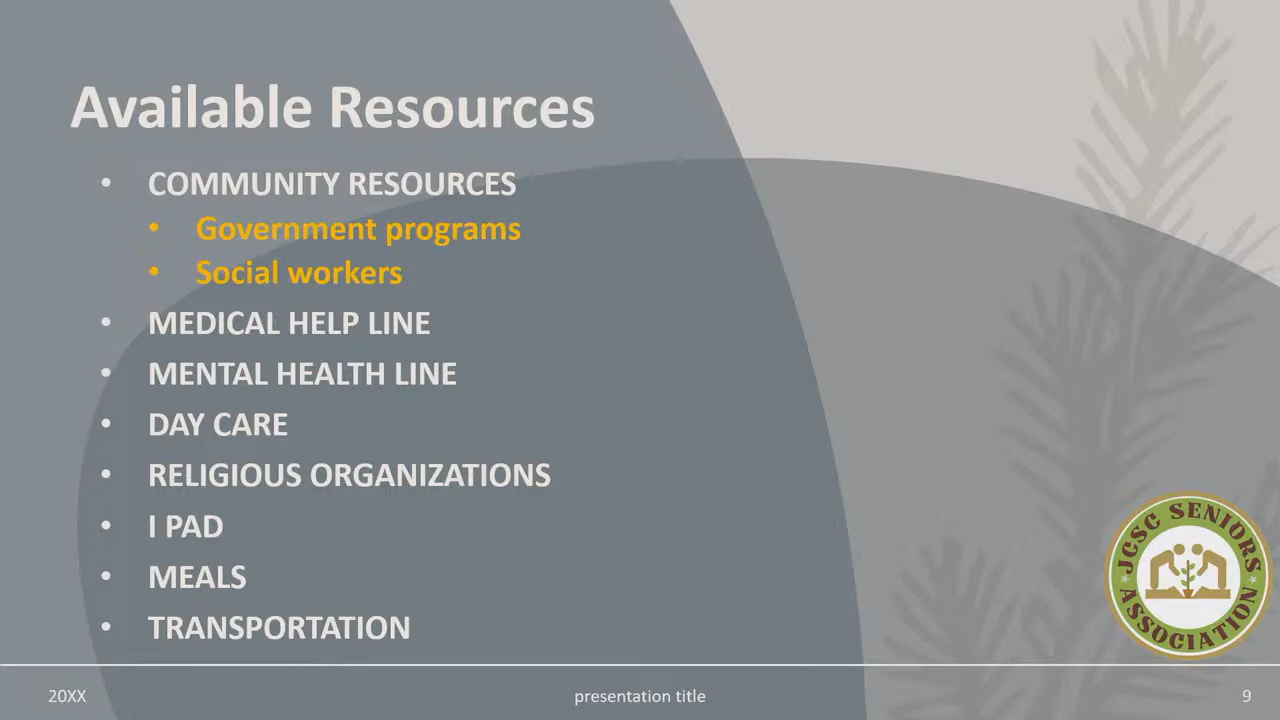 Available Resources
• COMMUNITY RESOURCES
• Government programs
• Social workers
• MEDICAL HELP LINE
• MENTAL HEALTH LINE
• DAY CARE
• RELIGIOUS ORGANIZATIONS
• I PAD
• MEALS
• TRANSPORTATION
JCSC SENIORS
ASSOCIATION
20XX
presentation title
9